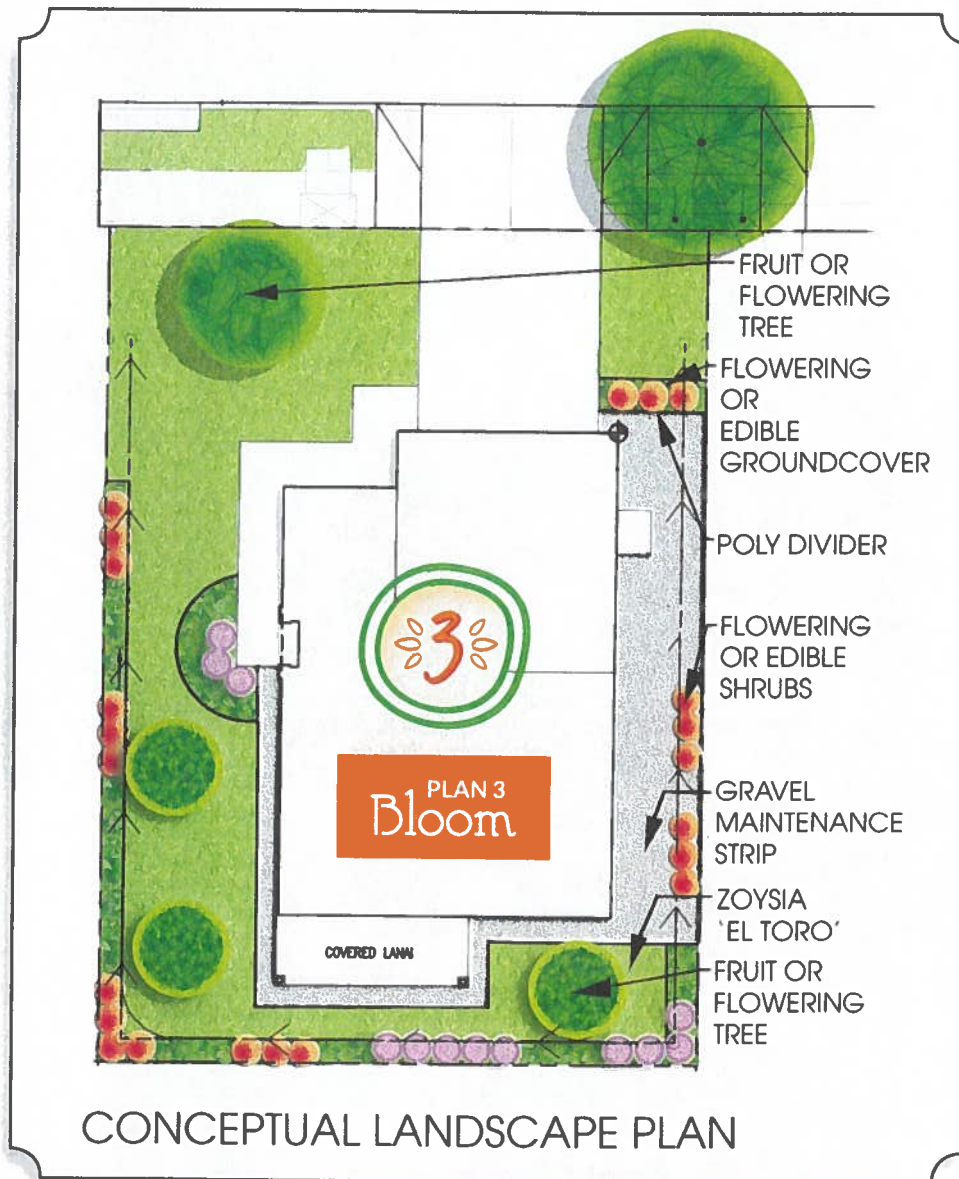 FRUIT OR
FLOWERING
TREE
FLOWERING
OR
EDIBLE
GROUNDCOVER
POLY DIVIDER
FLOWERING
OR EDIBLE
SHRUBS
3
PLAN 3
Bloom
GRAVEL
MAINTENANCE
STRIP
ZOYSIA
'EL TORO'
COVERED LANAI
FRUIT OR
FLOWERING
TREE
CONCEPTUAL LANDSCAPE PLAN